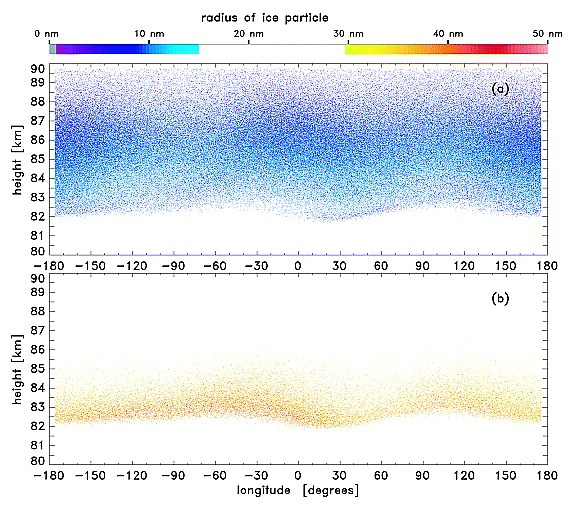 radius of ice particle
0 nm 10 nm 20 nm 30 nm 40 nm 50 nm
(a)
height [km]
90
89
88
87
86
85
84
83
82
81
80
-180 -150 -120 -90 -60 -30 0 30 60 90 120 150 180
(b)
height [km]
90
89
88
87
86
85
84
83
82
81
80
-180 -150 -120 -90 -60 -30 0 30 60 90 120 150 180
longitude [degrees]